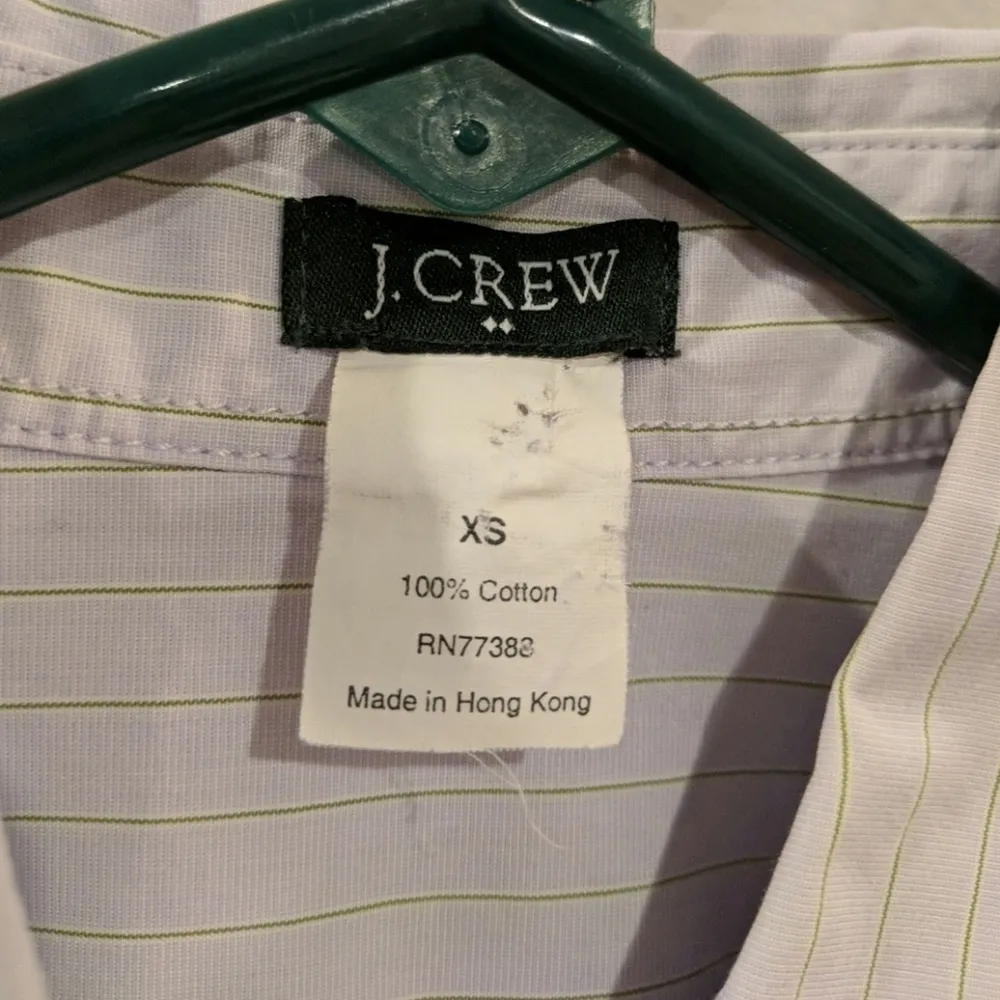 J.CREW
XS
100% Cotton
RN77388
Made in Hong Kong